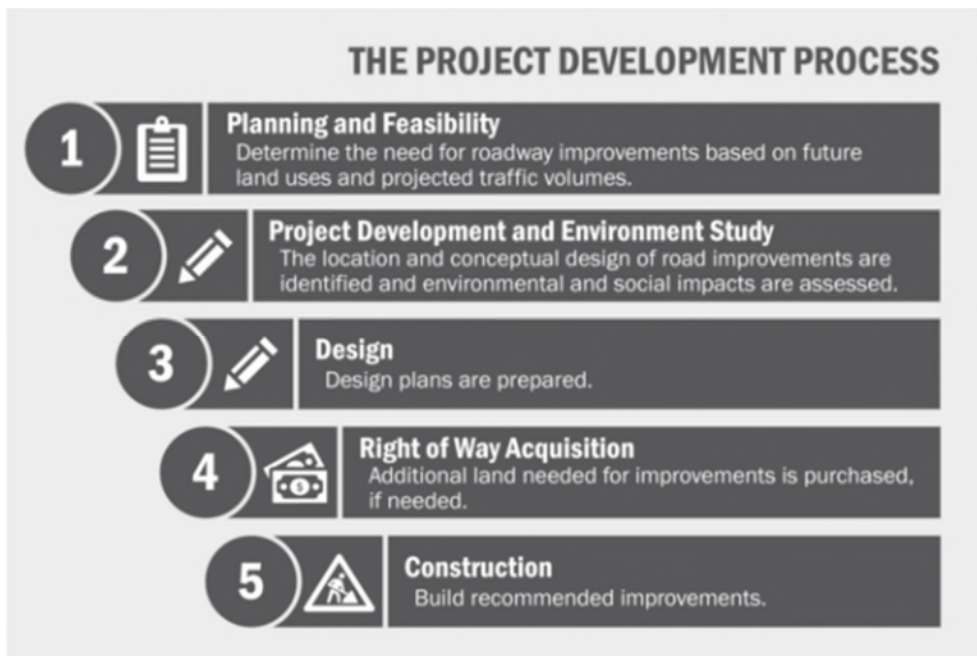 THE PROJECT DEVELOPMENT PROCESS
1
Planning and Feasibility
Determine the need for roadway improvements based on future
land uses and projected traffic volumes.
2
Project Development and Environment Study
The location and conceptual design of road improvements are
identified and environmental and social impacts are assessed.
3
Design
Design plans are prepared.
4
Right of Way Acquisition
Additional land needed for improvements is purchased,
if needed.
5
Construction
Build recommended improvements.